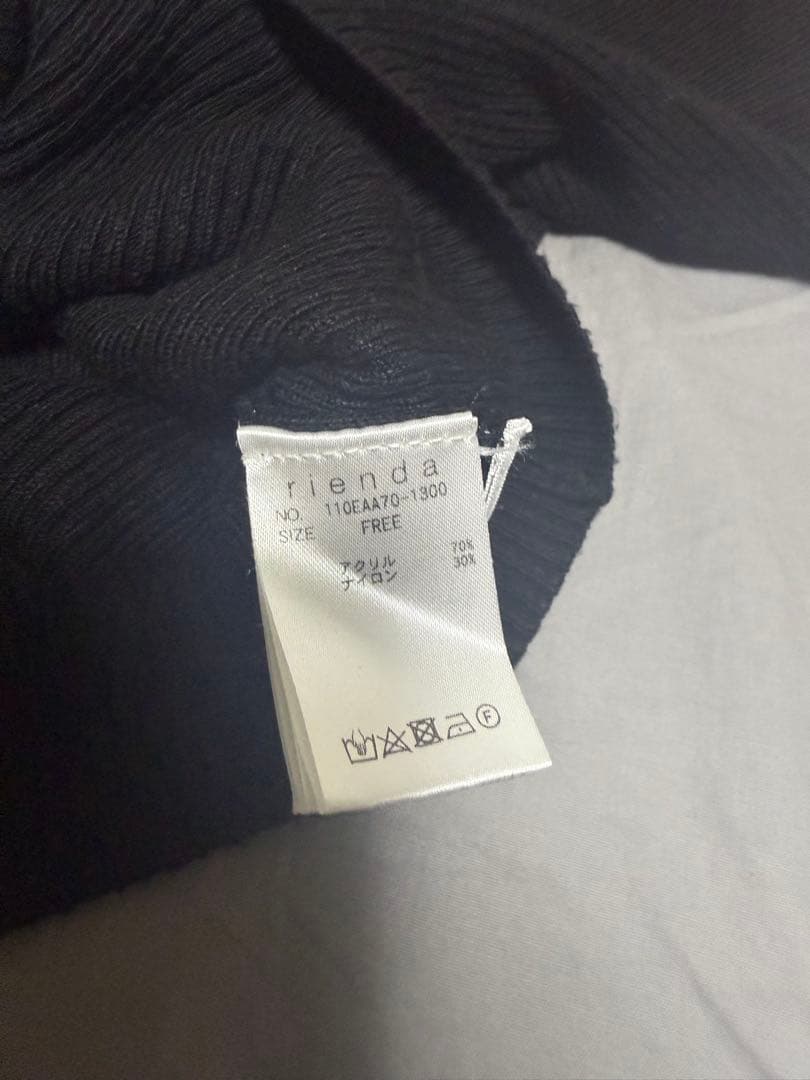 rienda
NO. 110EAA70-1300
SIZE FREE
アクリル 70%
ナイロン 30%
F